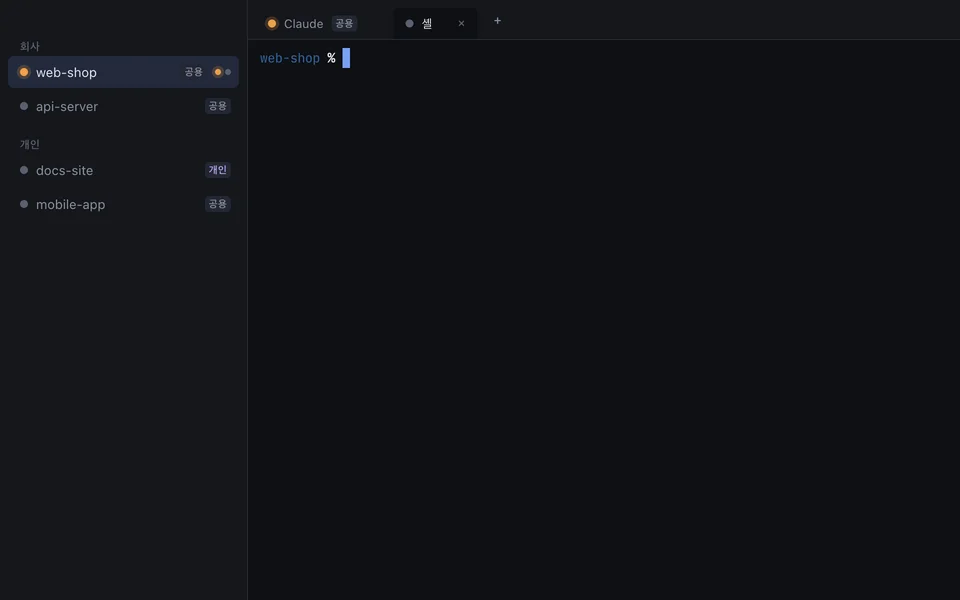 회사
web-shop 공용
api-server 공용
개인
docs-site 개인
mobile-app 공용
Claude 공용 셸 × +
web-shop %